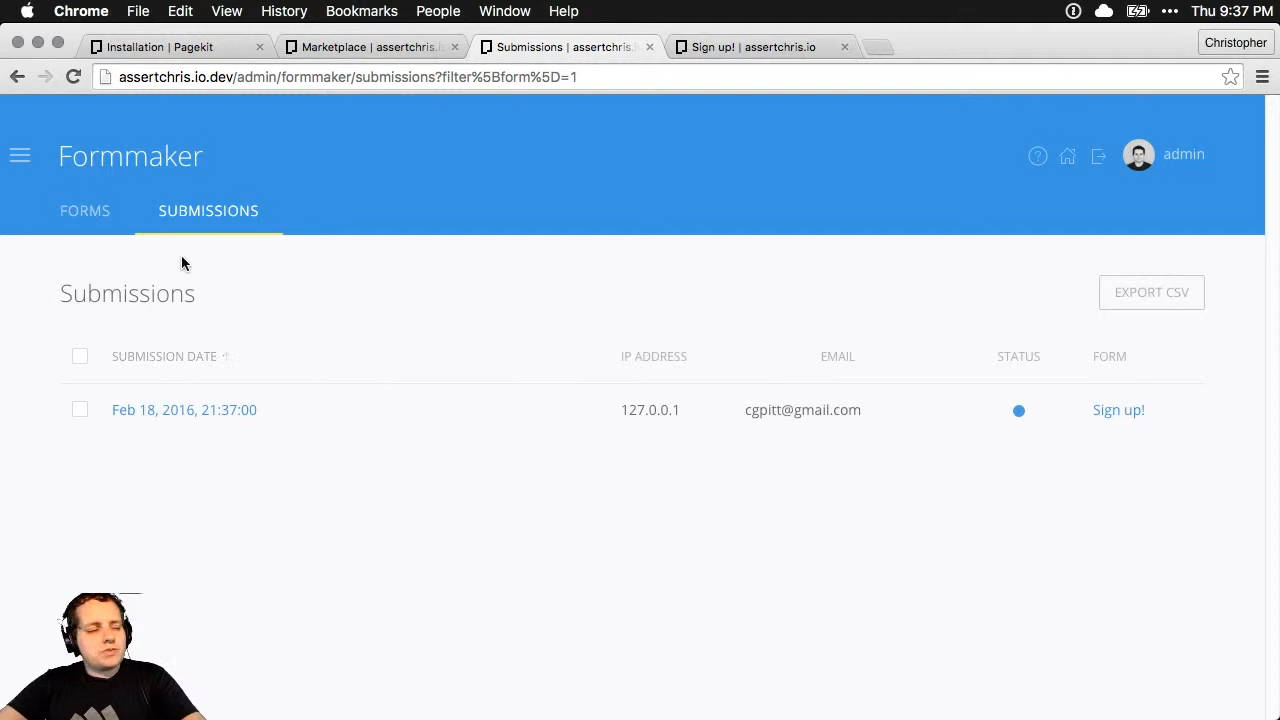 Chrome File Edit View History Bookmarks People Window Help Thu 9:37 PM
Installation | Pagekit Marketplace | assertchris.i Submissions | assertchris. Sign up! | assertchris.io Christopher
assertchris.io.dev/admin/formmaker/submissions?filter%5Bform%5D=1
Formmaker ? admin
FORMS SUBMISSIONS
Submissions EXPORT CSV
SUBMISSION DATE ↑ IP ADDRESS EMAIL STATUS FORM
Feb 18, 2016, 21:37:00 127.0.0.1 cgpitt@gmail.com Sign up!